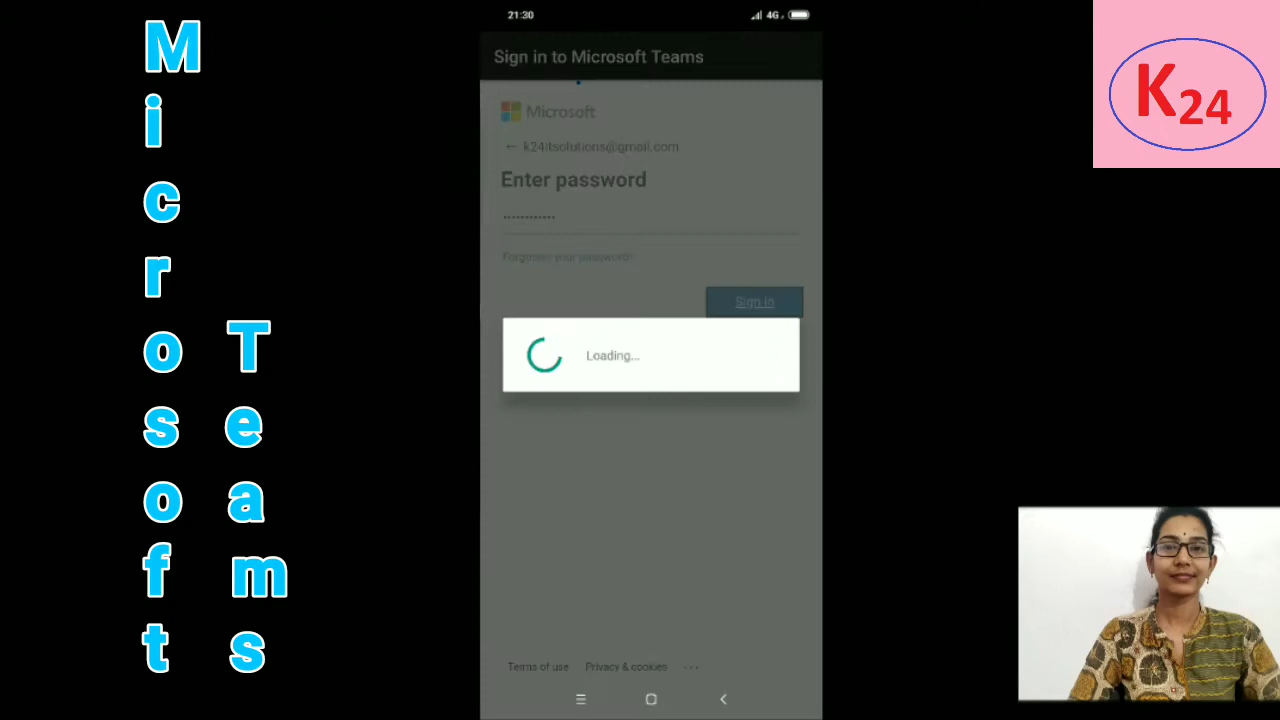 Microsoft
Teams
21:30
4G
Sign in to Microsoft Teams
Microsoft
← k24itsolutions@gmail.com
Enter password
••••••••••••
Forgotten your password?
Sign in
Loading...
Terms of use Privacy & cookies ...
K24